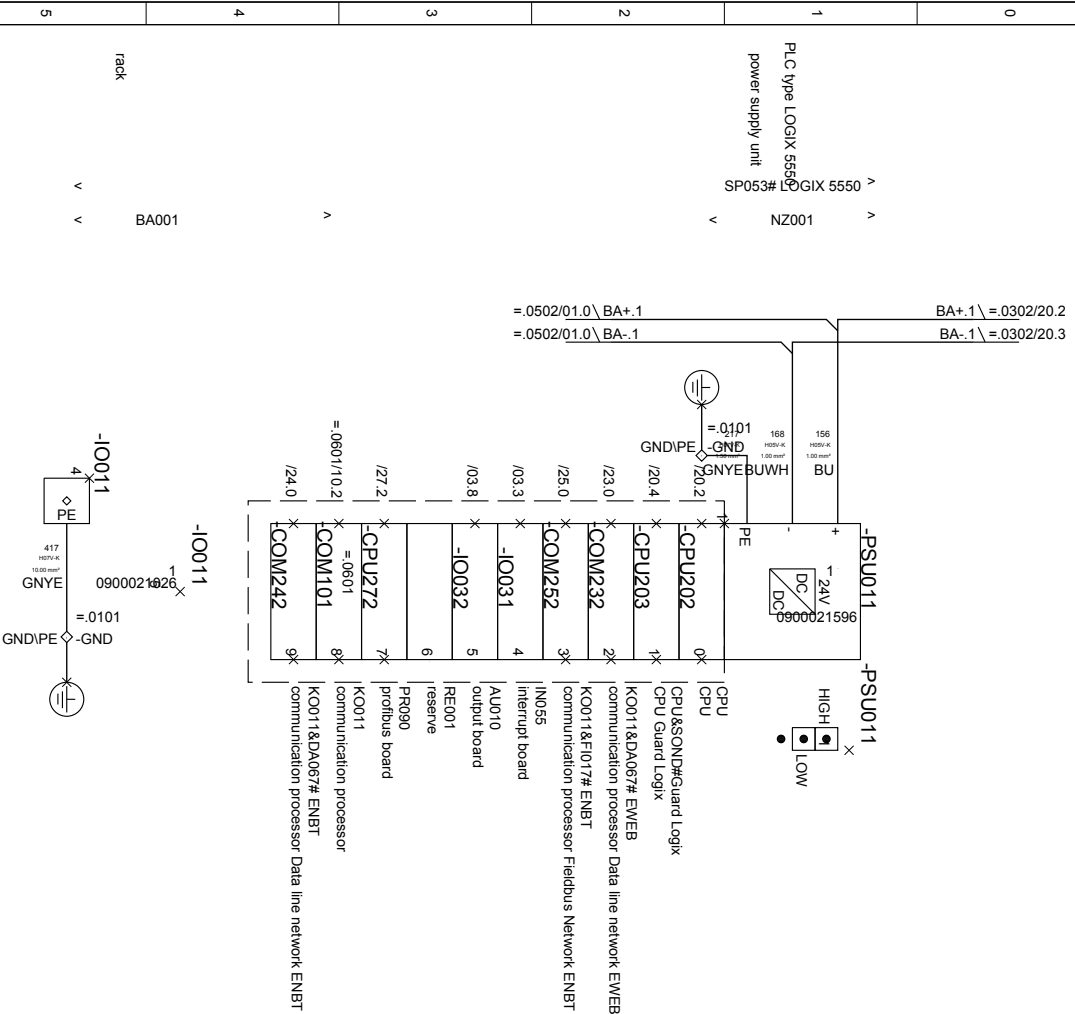 5
4
3
2
1
0
rack
PLC type LOGIX 5550
power supply unit
< SP053# LOGIX 5550 >
< BA001 >
< NZ001 >
=.0502/01.0 \ BA+.1
BA+.1 \ =.0302/20.2
=.0502/01.0 \ BA-.1
BA-.1 \ =.0302/20.3
=.0101
GND\PE
-GND
GNYE
168
H05V-K
1.00 mm²
BUWH
156
H05V-K
1.00 mm²
BU
/24.0
=.0601/10.2
/27.2
/03.8
/03.3
/25.0
/23.0
/20.4
/20.2
1
PE
-
+
-COM242
-COM101
=.0601
-CPU272
-IO032
-IO031
-COM252
-COM232
-CPU203
-CPU202
-PSU011
1
24V
DC
DC
0900021596
9
8
7
6
5
4
3
2
1
0
-PSU011
HIGH
LOW
CPU
CPU
CPU&SOND#Guard Logix
CPU Guard Logix
KO011&DA067# EWEB
communication processor Data line network EWEB
KO011&FI017# ENBT
communication processor Fieldbus Network ENBT
IN055
interrupt board
AU010
output board
RE001
reserve
PR090
profibus board
KO011
communication processor
KO011&DA067# ENBT
communication processor Data line network ENBT
-IO011
4
PE
417
H07V-K
10.00 mm²
GNYE
=.0101
GND\PE
-GND
-IO011
1